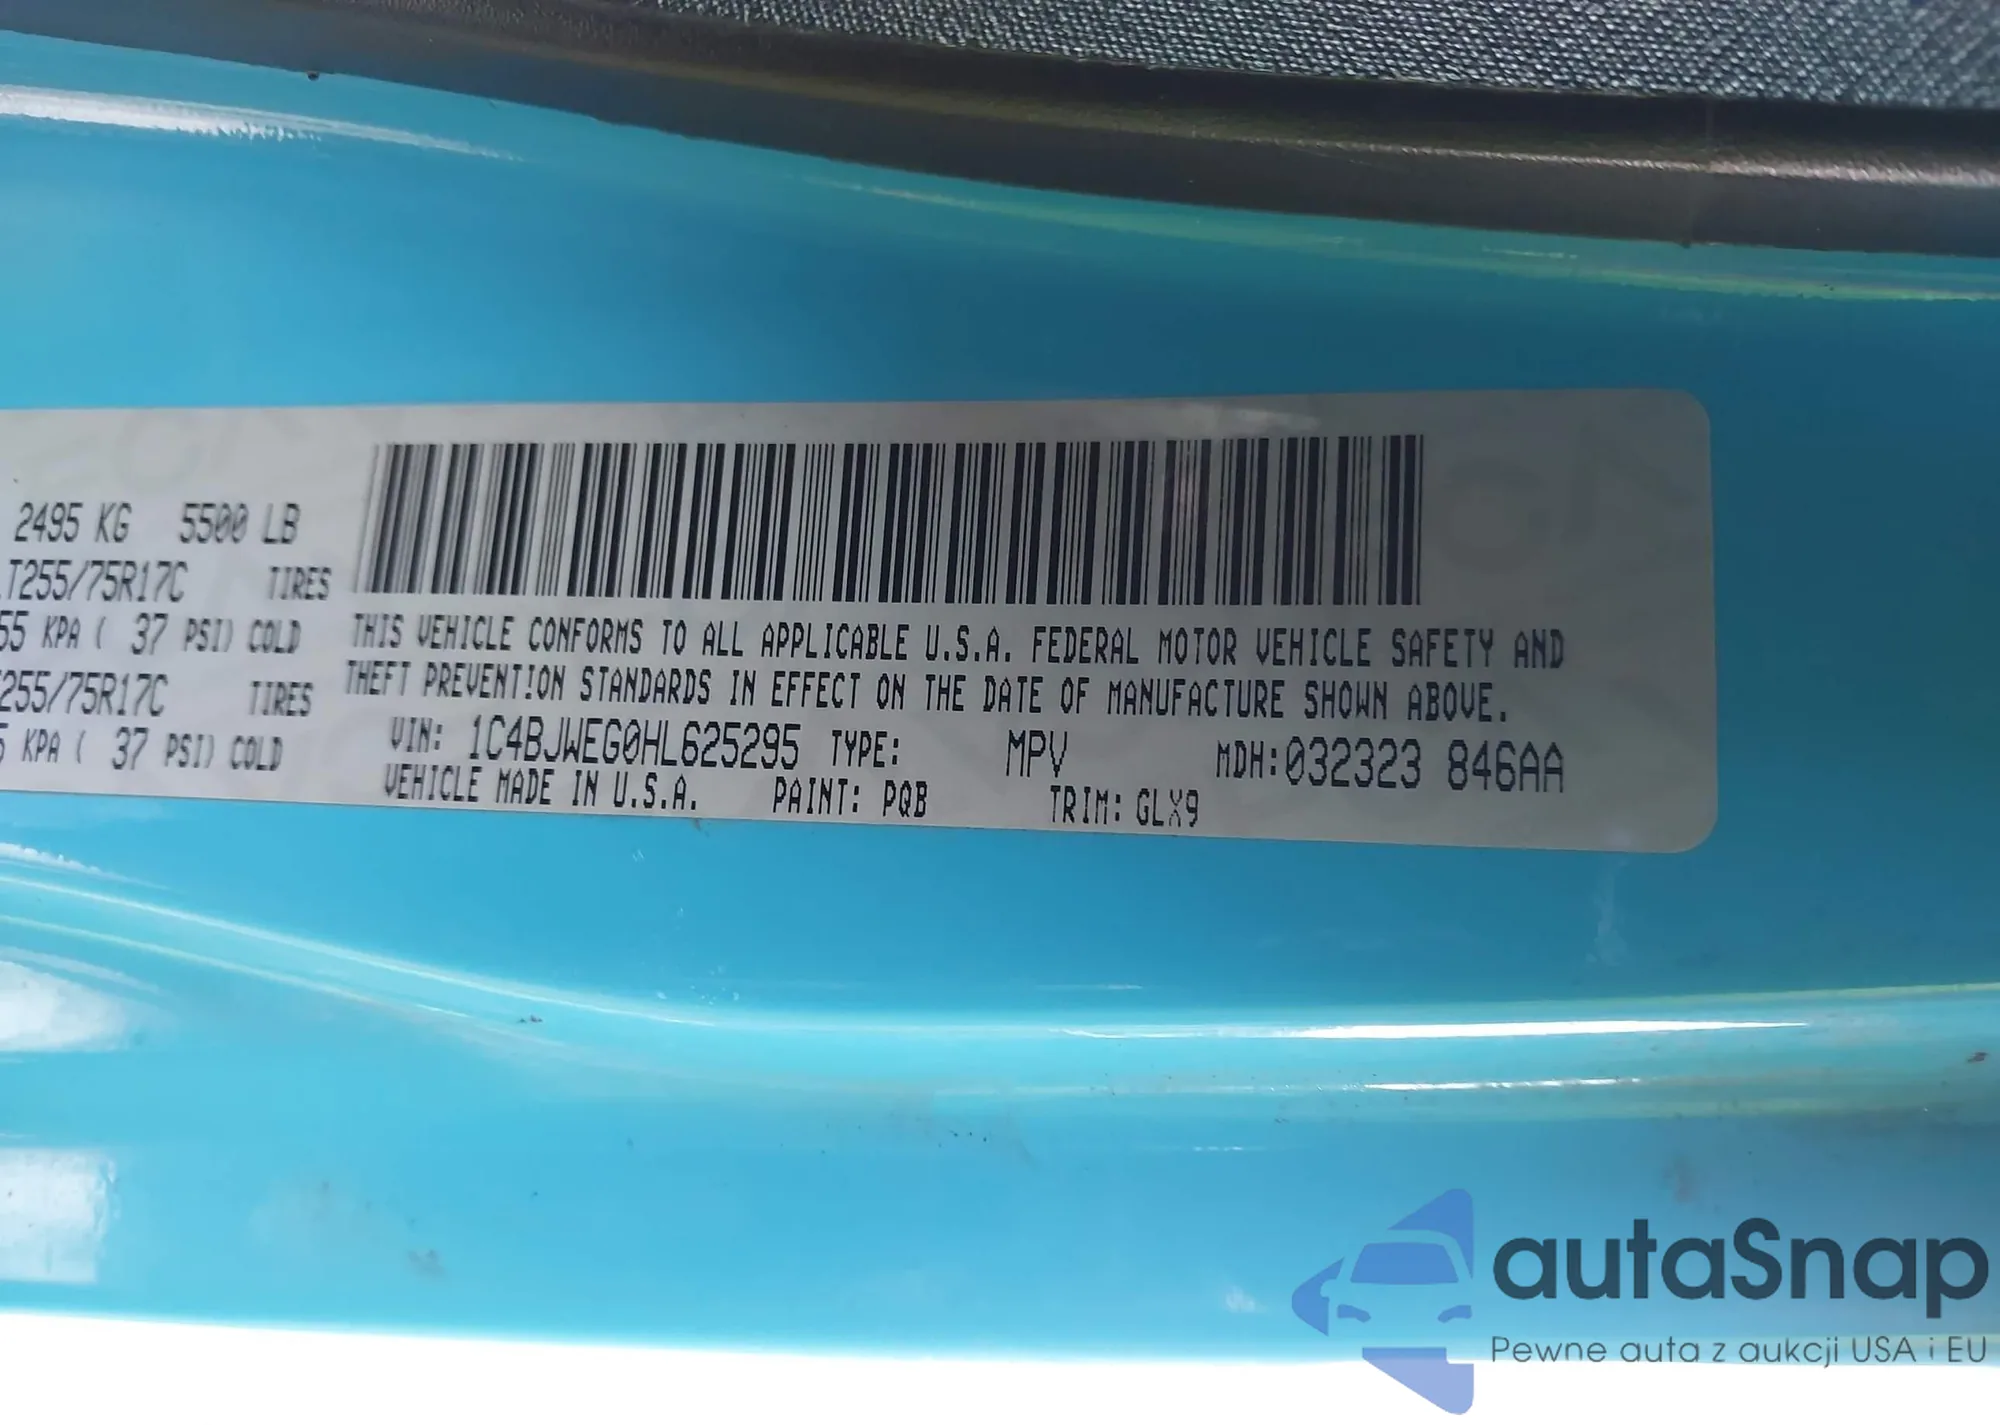 2495 KG 5500 LB
T255/75R17C TIRES
55 KPA ( 37 PSI) COLD
255/75R17C TIRES
KPA ( 37 PSI) COLD
THIS VEHICLE CONFORMS TO ALL APPLICABLE U.S.A. FEDERAL MOTOR VEHICLE SAFETY AND
THEFT PREVENTION STANDARDS IN EFFECT ON THE DATE OF MANUFACTURE SHOWN ABOVE.
VIN: 1C4BJWEG0HL625295 TYPE: MPV MDH:032323 846AA
VEHICLE MADE IN U.S.A. PAINT: PQB TRIM: GLX9
autaSnap
Pewne auta z aukcji USA i EU